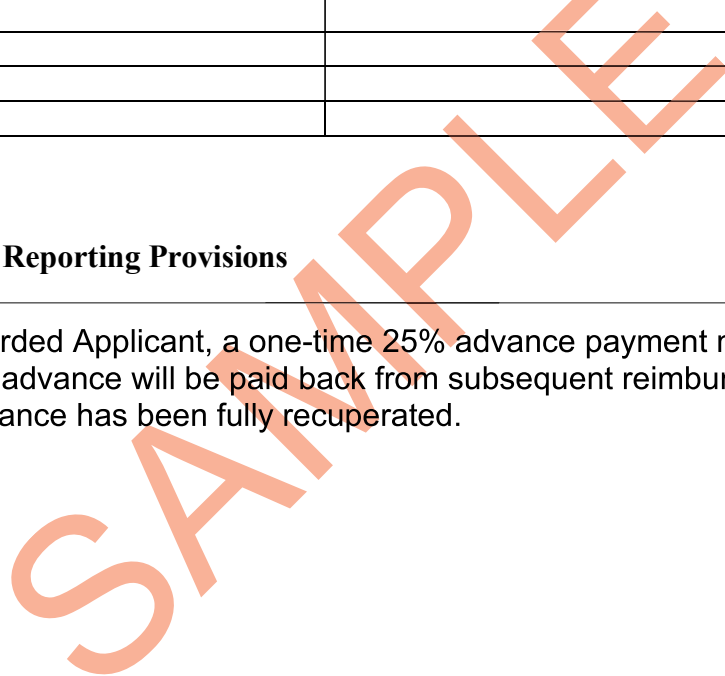 Reporting Provisions
rded Applicant, a one-time 25% advance payment
advance will be paid back from subsequent reimbur
ance has been fully recuperated.
SAMPLE